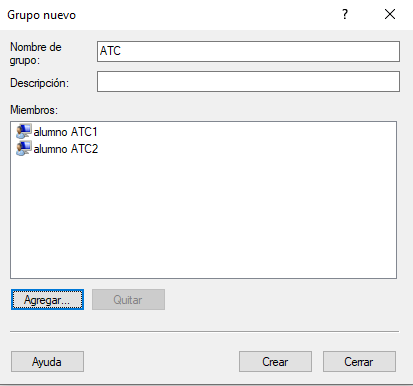 Grupo nuevo
?
Nombre de
grupo:
ATC
Descripción:
Miembros:
alumno ATC1
alumno ATC2
Agregar...
Quitar
Ayuda
Crear
Cerrar